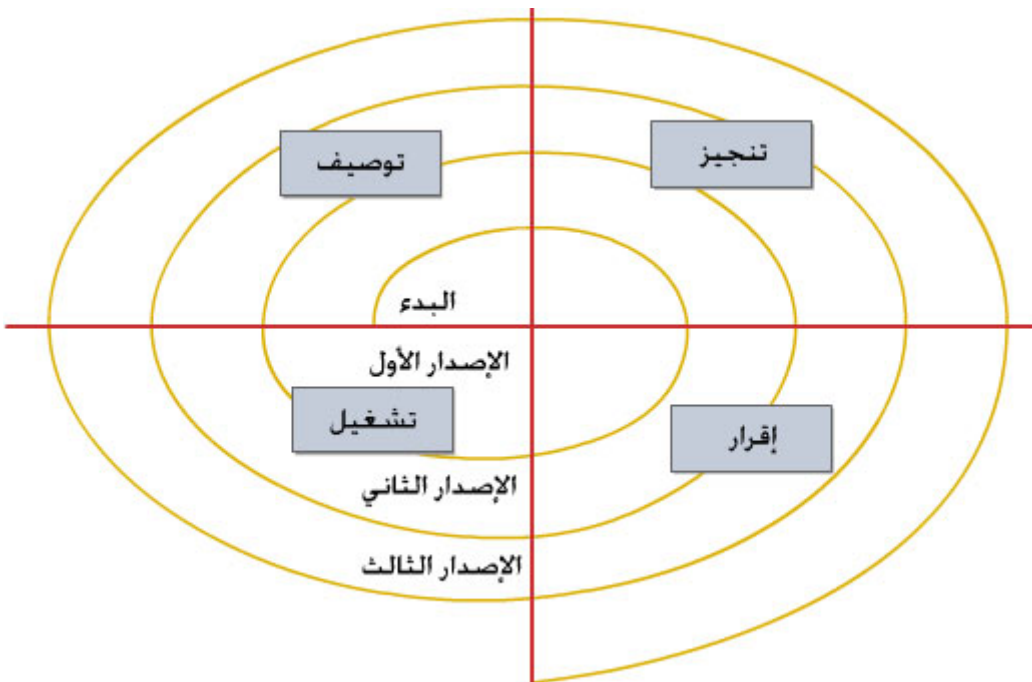 تنجيز
توصيف
البدء
الإصدار الأول
تشغيل
إقرار
الإصدار الثاني
الإصدار الثالث